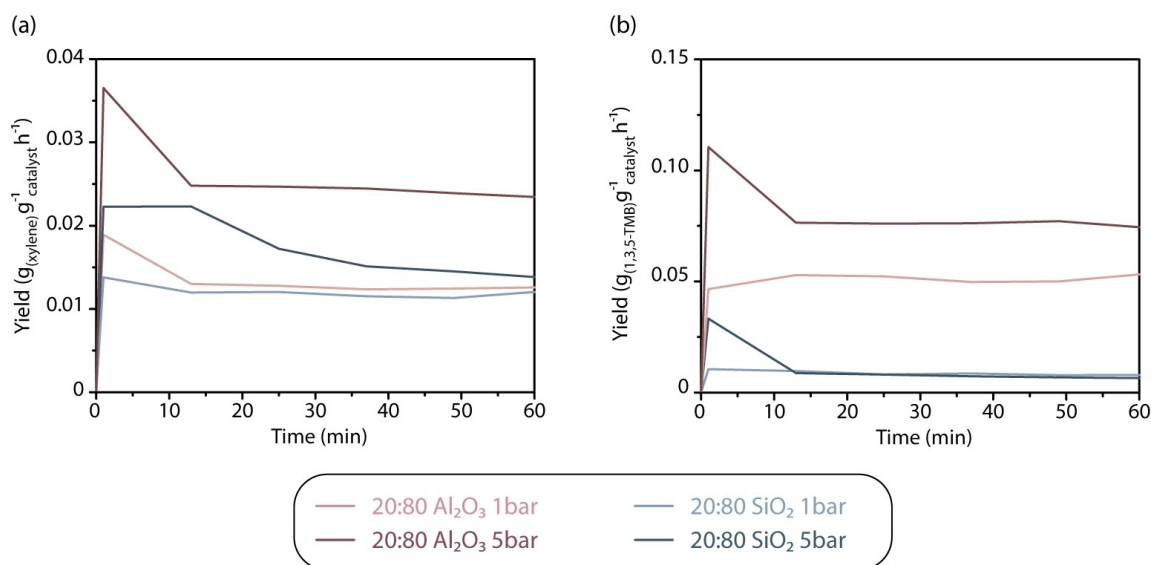 (a)
0.04
0.03
0.02
0.01
0
Yield (g(xylene)g⁻¹catalyst h⁻¹)
0 10 20 30 40 50 60
Time (min)
(b)
0.15
0.10
0.05
0
Yield (g(1,3,5-TMB)g⁻¹catalyst h⁻¹)
0 10 20 30 40 50 60
Time (min)
20:80 Al₂O₃ 1bar
20:80 SiO₂ 1bar
20:80 Al₂O₃ 5bar
20:80 SiO₂ 5bar